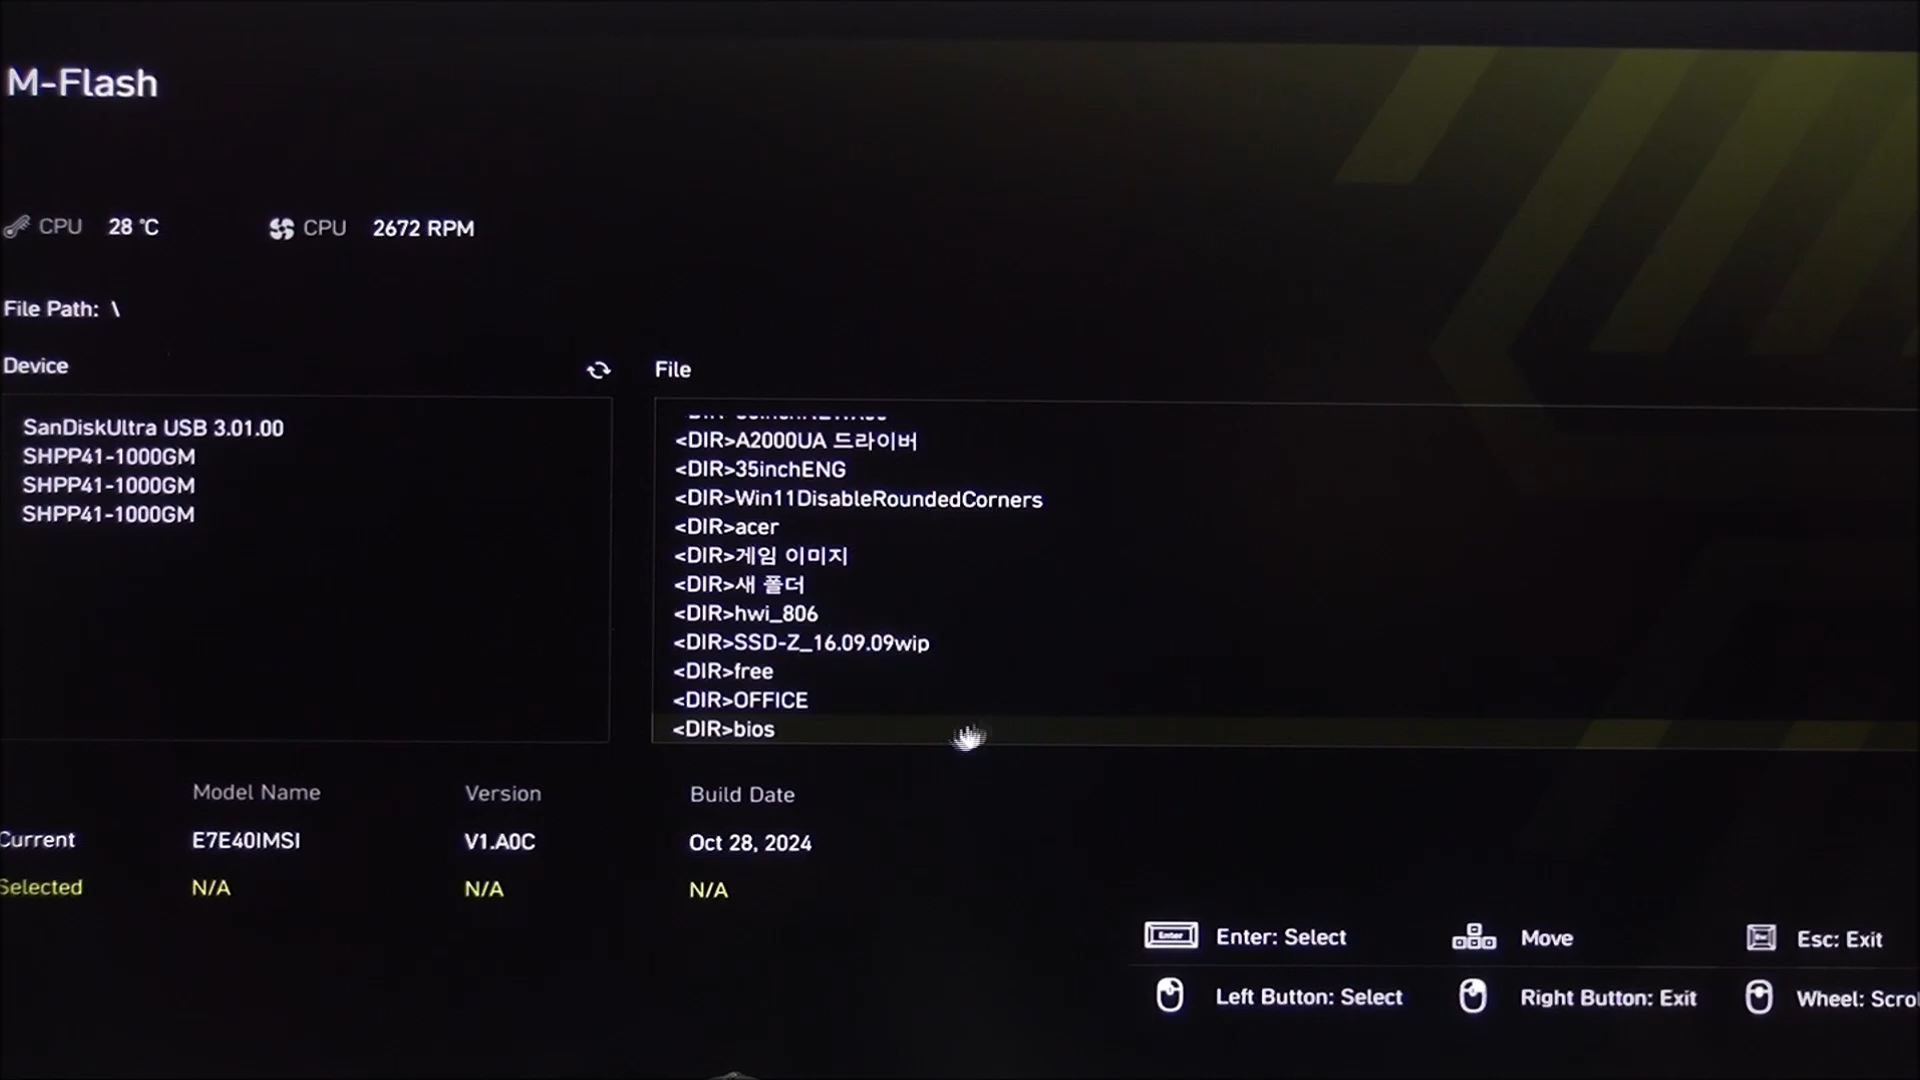 M-Flash
CPU 28 °C CPU 2672 RPM
File Path: \
Device
File
SanDiskUltra USB 3.01.00
SHPP41-1000GM
SHPP41-1000GM
SHPP41-1000GM
<DIR>A2000UA 드라이버
<DIR>35inchENG
<DIR>Win11DisableRoundedCorners
<DIR>acer
<DIR>게임 이미지
<DIR>새 폴더
<DIR>hwi_806
<DIR>SSD-Z_16.09.09wip
<DIR>free
<DIR>OFFICE
<DIR>bios
Model Name Version Build Date
Current E7E40IMSI V1.A0C Oct 28, 2024
Selected N/A N/A N/A
Enter Enter: Select Move Esc Esc: Exit
Left Button: Select Right Button: Exit Wheel: Scrol